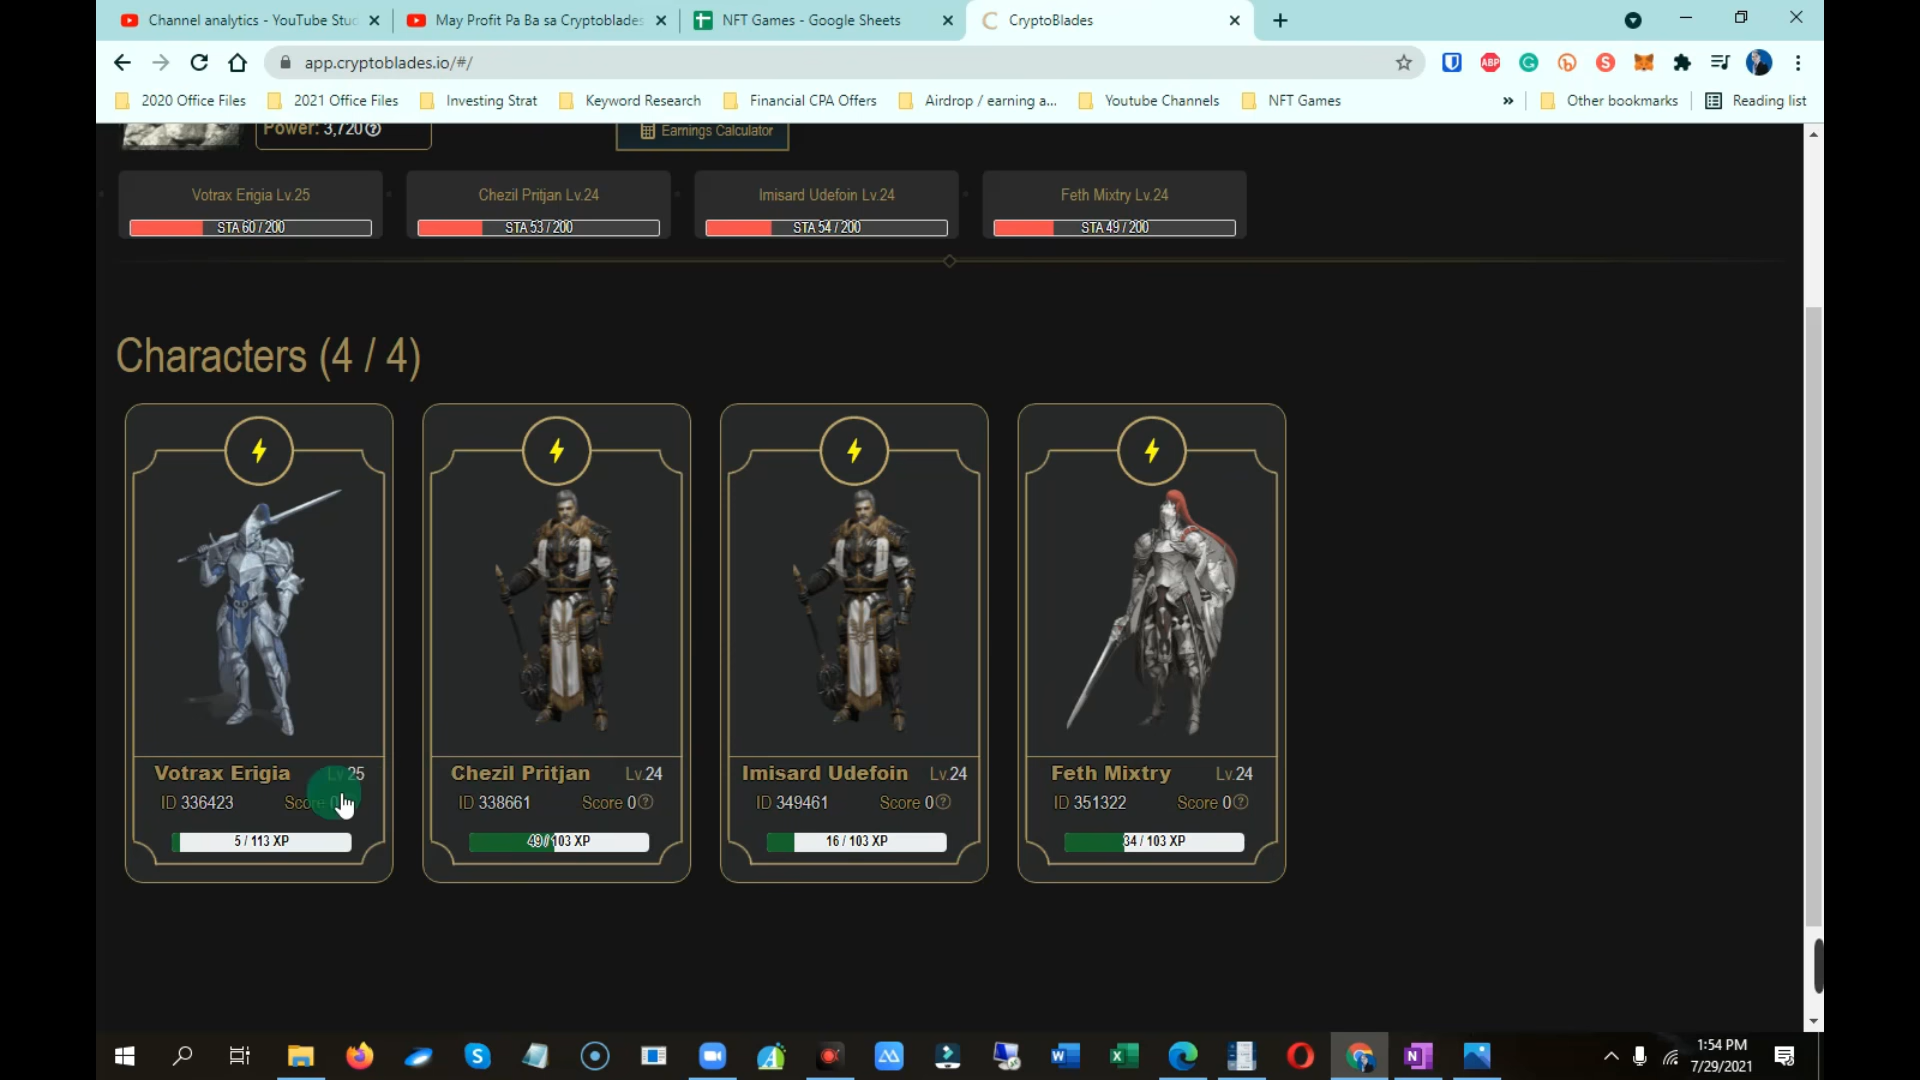 Channel analytics - YouTube Stud
May Profit Pa Ba sa Cryptoblades
NFT Games - Google Sheets
CryptoBlades
app.cryptoblades.io/#/
2020 Office Files
2021 Office Files
Investing Strat
Keyword Research
Financial CPA Offers
Airdrop / earning a...
Youtube Channels
NFT Games
Other bookmarks
Reading list
Power: 3,720
Earnings Calculator
Votrax Erigia Lv.25
STA 60 / 200
Chezil Pritjan Lv.24
STA 53 / 200
Imisard Udefoin Lv.24
STA 54 / 200
Feth Mixtry Lv.24
STA 49 / 200
Characters (4 / 4)
Votrax Erigia Lv.25
ID 336423 Score 0
5 / 113 XP
Chezil Pritjan Lv.24
ID 338661 Score 0
49 / 103 XP
Imisard Udefoin Lv.24
ID 349461 Score 0
16 / 103 XP
Feth Mixtry Lv.24
ID 351322 Score 0
34 / 103 XP
1:54 PM
7/29/2021